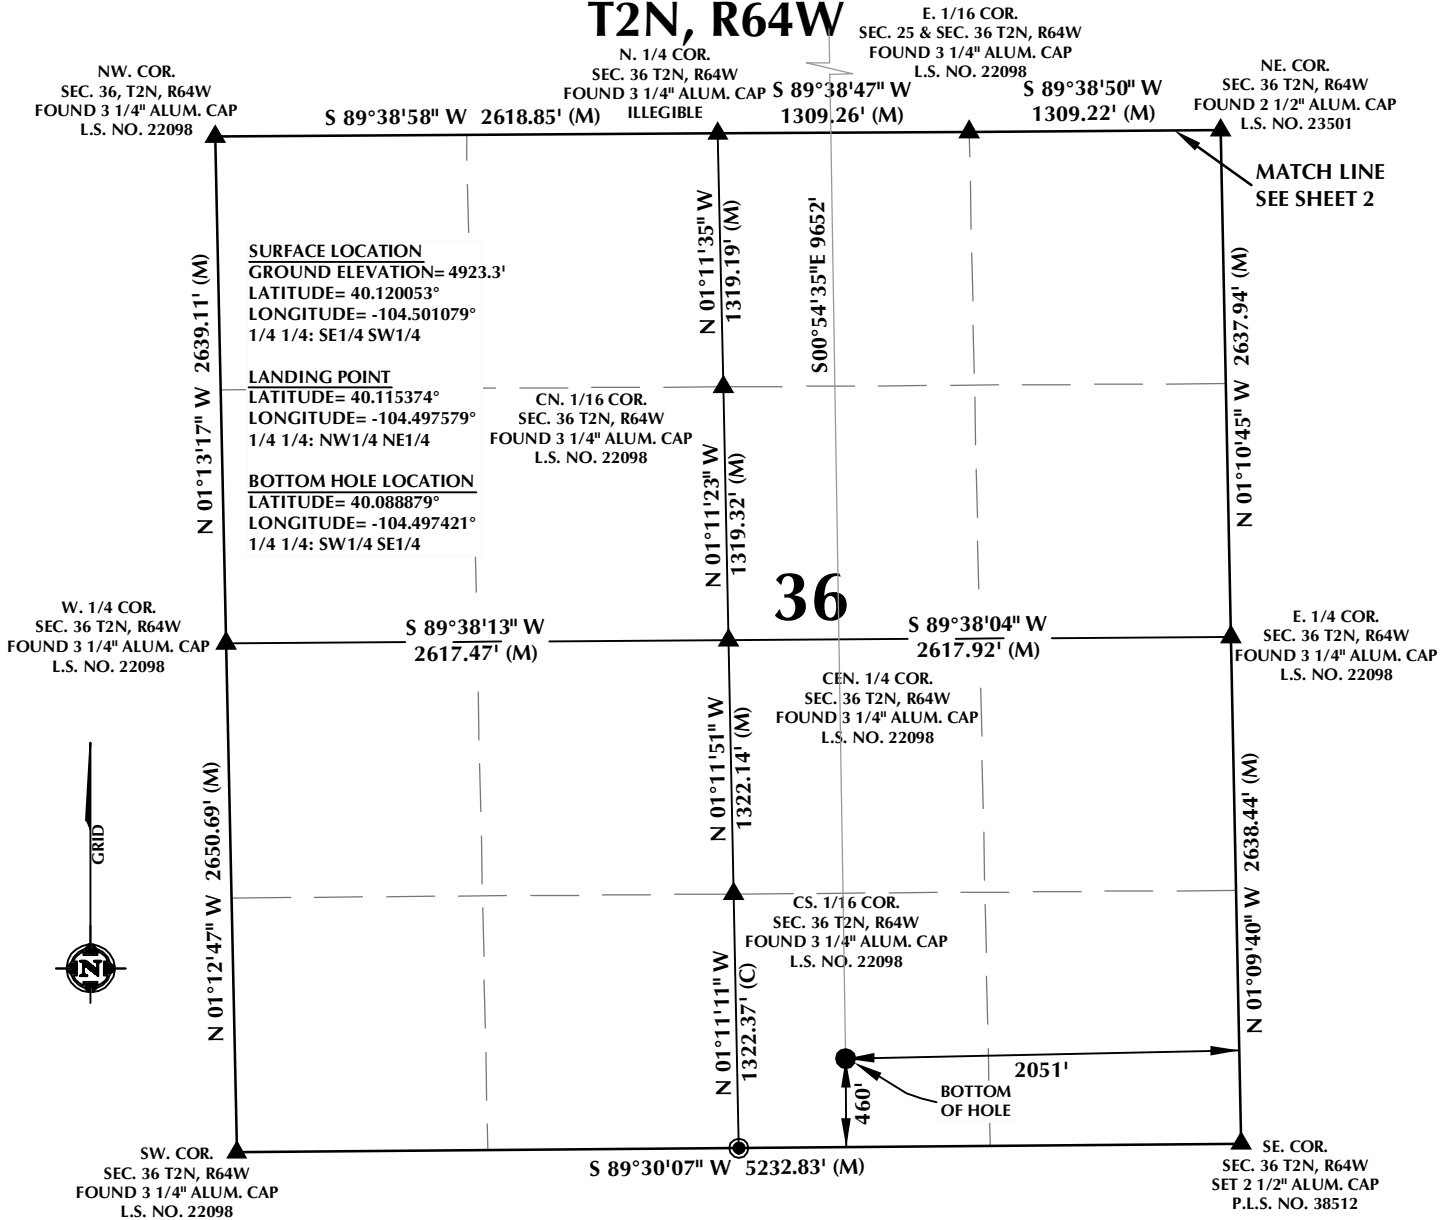 T2N, R64W
NW. COR.
SEC. 36, T2N, R64W
FOUND 3 1/4" ALUM. CAP
L.S. NO. 22098
N. 1/4 COR.
SEC. 36 T2N, R64W
FOUND 3 1/4" ALUM. CAP
ILLEGIBLE
E. 1/16 COR.
SEC. 25 & SEC. 36 T2N, R64W
FOUND 3 1/4" ALUM. CAP
L.S. NO. 22098
NE. COR.
SEC. 36 T2N, R64W
FOUND 2 1/2" ALUM. CAP
L.S. NO. 23501
S 89°38'58" W 2618.85' (M)
S 89°38'47" W
1309.26' (M)
S 89°38'50" W
1309.22' (M)
MATCH LINE
SEE SHEET 2
SURFACE LOCATION
GROUND ELEVATION= 4923.3'
LATITUDE= 40.120053°
LONGITUDE= -104.501079°
1/4 1/4: SE1/4 SW1/4
LANDING POINT
LATITUDE= 40.115374°
LONGITUDE= -104.497579°
1/4 1/4: NW1/4 NE1/4
BOTTOM HOLE LOCATION
LATITUDE= 40.088879°
LONGITUDE= -104.497421°
1/4 1/4: SW1/4 SE1/4
N 01°13'17" W 2639.11' (M)
N 01°11'35" W
1319.19' (M)
S00°54'35"E 9652'
N 01°10'45" W 2637.94' (M)
CN. 1/16 COR.
SEC. 36 T2N, R64W
FOUND 3 1/4" ALUM. CAP
L.S. NO. 22098
N 01°11'23" W
1319.32' (M)
36
W. 1/4 COR.
SEC. 36 T2N, R64W
FOUND 3 1/4" ALUM. CAP
L.S. NO. 22098
S 89°38'13" W
2617.47' (M)
S 89°38'04" W
2617.92' (M)
E. 1/4 COR.
SEC. 36 T2N, R64W
FOUND 3 1/4" ALUM. CAP
L.S. NO. 22098
CEN. 1/4 COR.
SEC. 36 T2N, R64W
FOUND 3 1/4" ALUM. CAP
L.S. NO. 22098
GRID
N
N 01°12'47" W 2650.69' (M)
N 01°11'51" W
1322.14' (M)
N 01°09'40" W 2638.44' (M)
CS. 1/16 COR.
SEC. 36 T2N, R64W
FOUND 3 1/4" ALUM. CAP
L.S. NO. 22098
N 01°11'11" W
1322.37' (C)
2051'
460'
BOTTOM
OF HOLE
SW. COR.
SEC. 36 T2N, R64W
FOUND 3 1/4" ALUM. CAP
L.S. NO. 22098
S 89°30'07" W 5232.83' (M)
SE. COR.
SEC. 36 T2N, R64W
SET 2 1/2" ALUM. CAP
P.L.S. NO. 38512